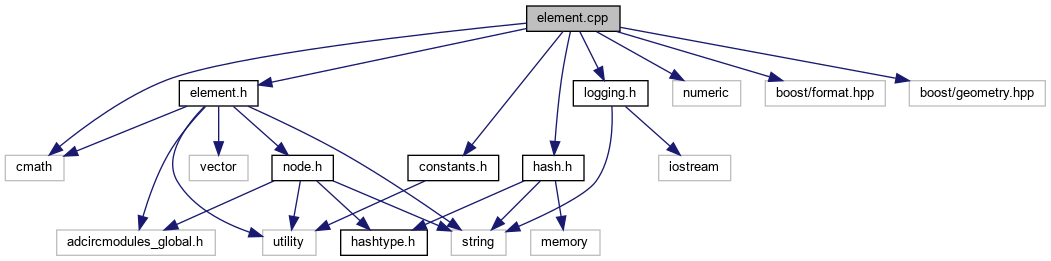 element.cpp
element.h
logging.h
numeric
boost/format.hpp
boost/geometry.hpp
cmath
vector
node.h
constants.h
hash.h
iostream
adcircmodules_global.h
utility
hashtype.h
string
memory